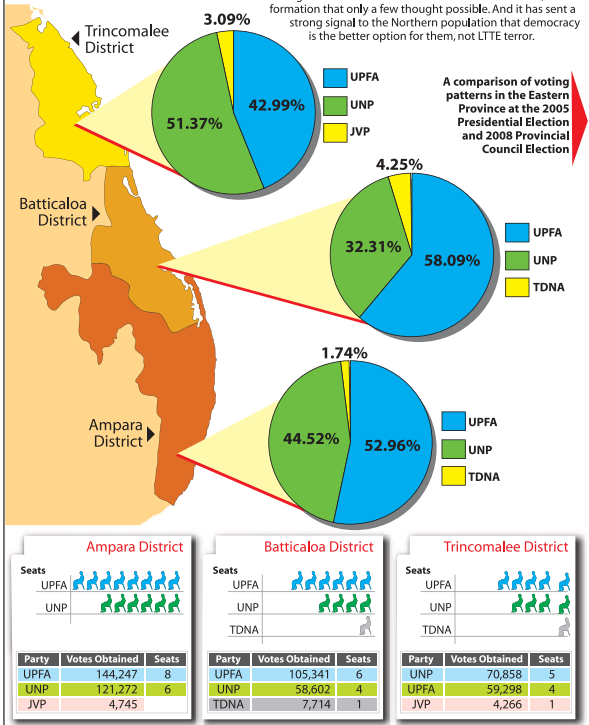 formation that only a few thought possible. And it has sent a
strong signal to the Northern population that democracy
is the better option for them, not LTTE terror.
Trincomalee
District
3.09%
42.99%
51.37%
UPFA
UNP
JVP
A comparison of voting
patterns in the Eastern
Province at the 2005
Presidential Election
and 2008 Provincial
Council Election
Batticaloa
District
4.25%
32.31%
58.09%
UPFA
UNP
TDNA
Ampara
District
1.74%
44.52%
52.96%
UPFA
UNP
TDNA
Ampara District
Seats
UPFA
UNP
Party Votes Obtained Seats
UPFA 144,247 8
UNP 121,272 6
JVP 4,745
Batticaloa District
Seats
UPFA
UNP
TDNA
Party Votes Obtained Seats
UPFA 105,341 6
UNP 58,602 4
TDNA 7,714 1
Trincomalee District
Seats
UPFA
UNP
TDNA
Party Votes Obtained Seats
UNP 70,858 5
UPFA 59,298 4
JVP 4,266 1